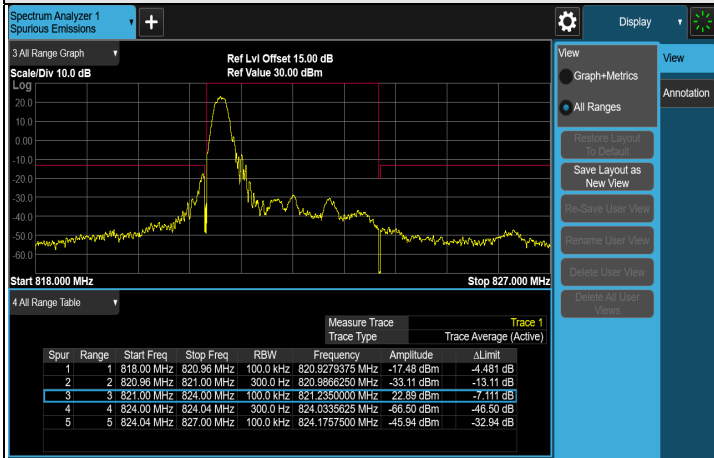 Spectrum Analyzer 1
Spurious Emissions
Display
3 All Range Graph
Ref Lvl Offset 15.00 dB
Scale/Div 10.0 dB
Ref Value 30.00 dBm
Log
20.0
10.0
0.00
-10.0
-20.0
-30.0
-40.0
-50.0
-60.0
Start 818.000 MHz
Stop 827.000 MHz
View
Graph+Metrics
All Ranges
Restore Layout
To Default
Save Layout as
New View
Re-Save User View
Rename User View
Delete User View
Delete All User
Views
View
Annotation
4 All Range Table
Measure Trace Trace 1
Trace Type Trace Average (Active)
Spur Range Start Freq Stop Freq RBW Frequency Amplitude ΔLimit
1 1 818.00 MHz 820.96 MHz 100.0 kHz 820.9279375 MHz -17.48 dBm -4.481 dB
2 2 820.96 MHz 821.00 MHz 300.0 Hz 820.9866250 MHz -33.11 dBm -13.11 dB
3 3 821.00 MHz 824.00 MHz 100.0 kHz 821.2350000 MHz 22.89 dBm -7.111 dB
4 4 824.00 MHz 824.04 MHz 300.0 Hz 824.0335625 MHz -66.50 dBm -46.50 dB
5 5 824.04 MHz 827.00 MHz 100.0 kHz 824.1757500 MHz -45.94 dBm -32.94 dB